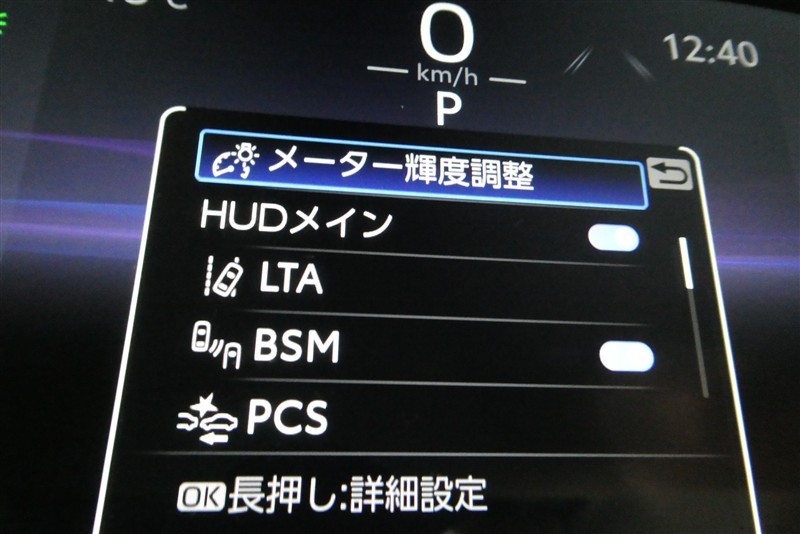 0
12:40
km/h
P
メーター輝度調整
HUDメイン
LTA
BSM
PCS
OK長押し:詳細設定